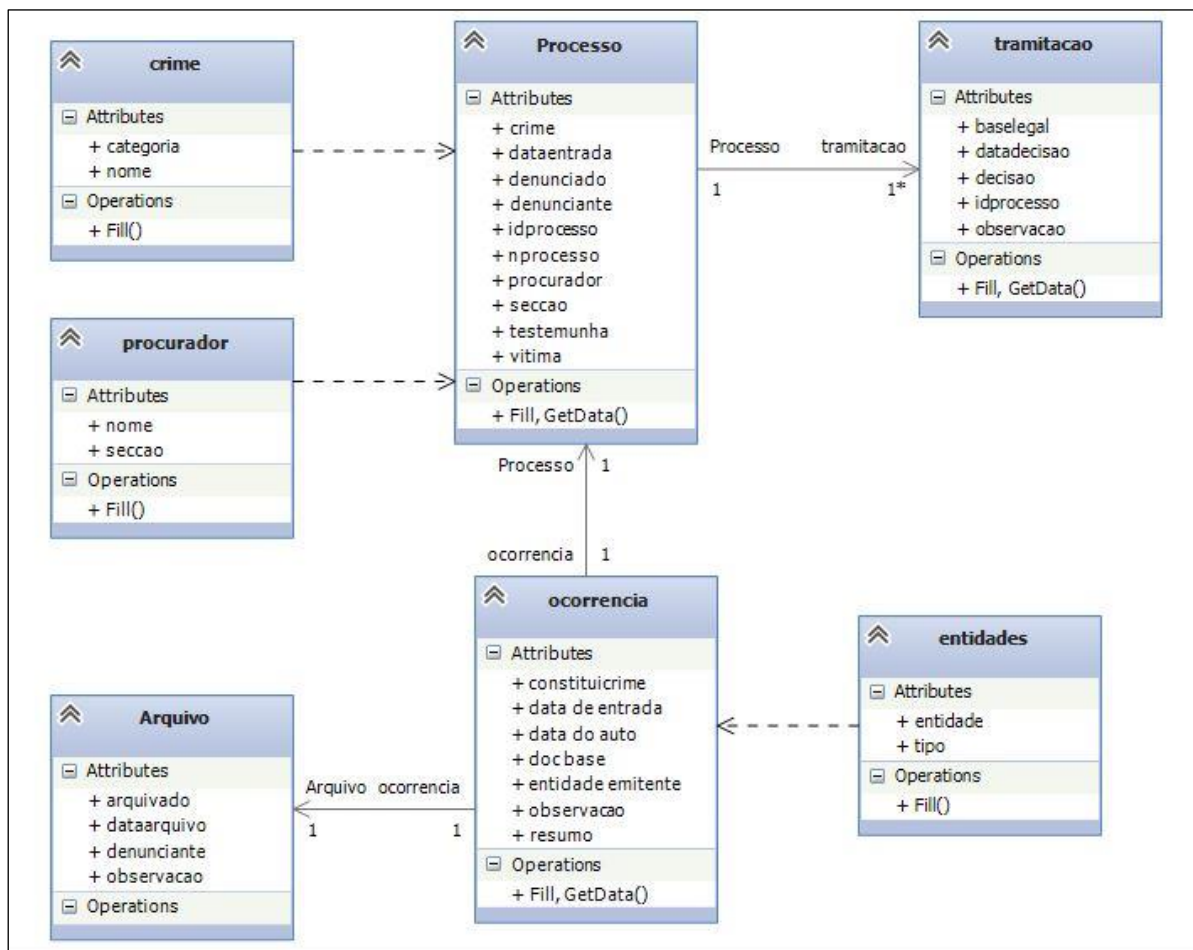 crime
Attributes
+ categoria
+ nome
Operations
+ Fill()
Processo
Attributes
+ crime
+ dataentrada
+ denunciado
+ denunciante
+ idprocesso
+ nprocesso
+ procurador
+ seccao
+ testemunha
+ vitima
Operations
+ Fill, GetData()
Processo tramitacao
1 1*
tramitacao
Attributes
+ baselegal
+ datadecisao
+ decisao
+ idprocesso
+ observacao
Operations
+ Fill, GetData()
procurador
Attributes
+ nome
+ seccao
Operations
+ Fill()
Processo 1
ocorrencia 1
ocorrencia
Attributes
+ constituicrime
+ data de entrada
+ data do auto
+ doc base
+ entidade emitente
+ observacao
+ resumo
Operations
+ Fill, GetData()
entidades
Attributes
+ entidade
+ tipo
Operations
+ Fill()
Arquivo
Attributes
+ arquivado
+ dataarquivo
+ denunciante
+ observacao
Operations
Arquivo ocorrencia
1 1